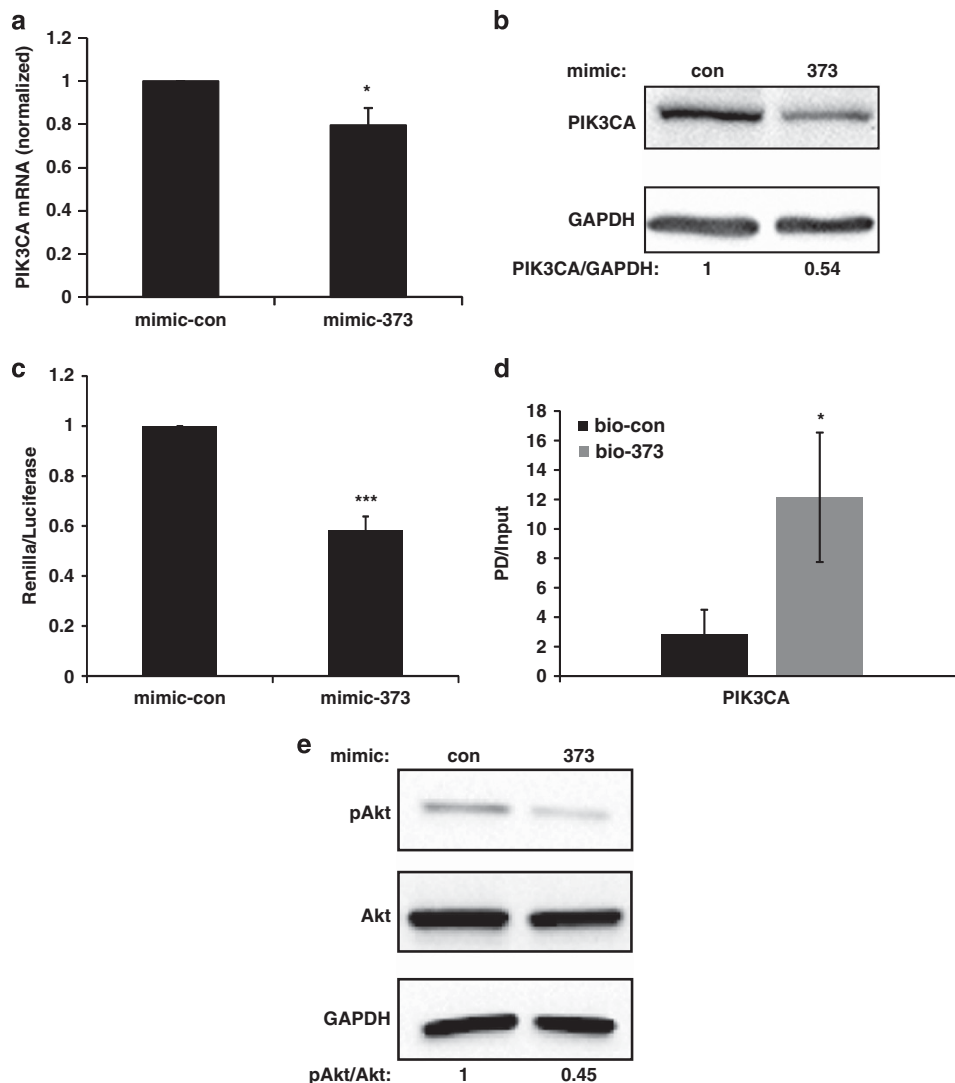 a
PIK3CA mRNA (normalized)
1.2
1
0.8
0.6
0.4
0.2
0
*
mimic-con
mimic-373
b
mimic: con 373
PIK3CA
GAPDH
PIK3CA/GAPDH: 1 0.54
c
Renilla/Luciferase
1.2
1
0.8
0.6
0.4
0.2
0
***
mimic-con
mimic-373
d
PD/Input
18
16
14
12
10
8
6
4
2
0
bio-con
bio-373
*
PIK3CA
e
mimic: con 373
pAkt
Akt
GAPDH
pAkt/Akt: 1 0.45